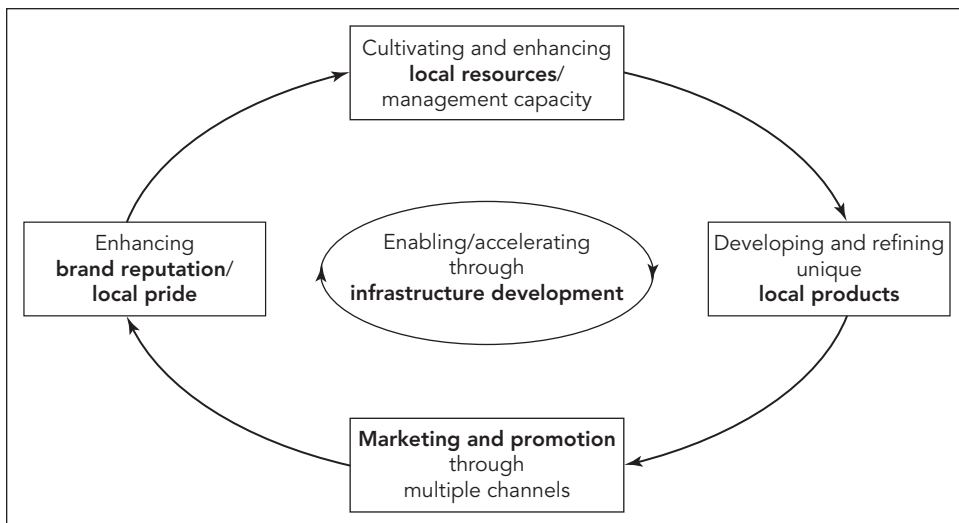 Cultivating and enhancing
local resources/
management capacity
Enhancing
brand reputation/
local pride
Enabling/accelerating
through
infrastructure development
Developing and refining
unique
local products
Marketing and promotion
through
multiple channels